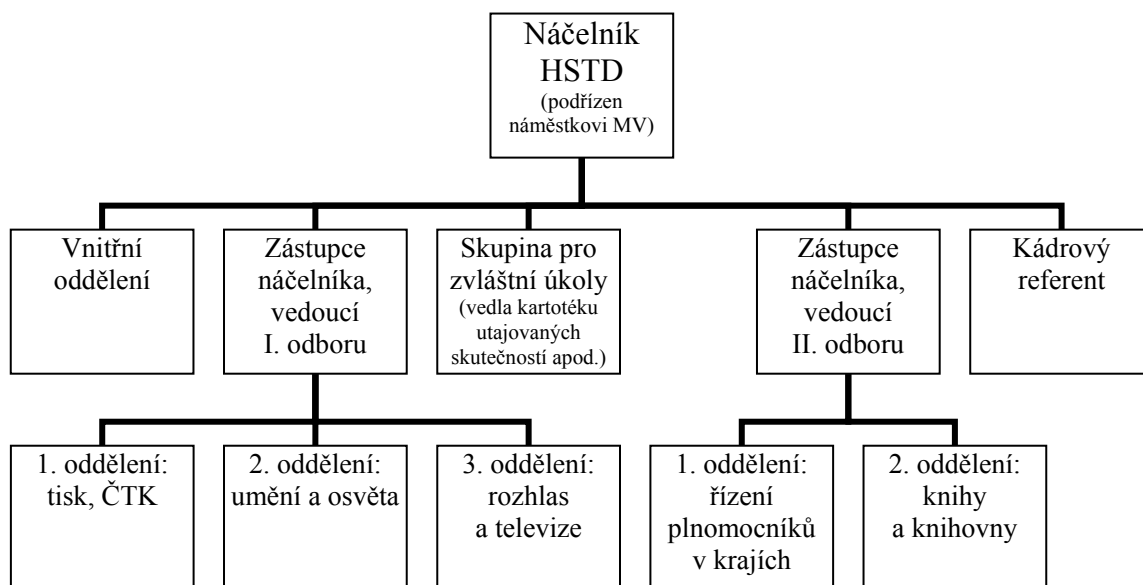 Náčelník
HSTD
(podřízen
náměstkovi MV)
Vnitřní
oddělení
Zástupce
náčelníka,
vedoucí
I. odboru
Skupina pro
zvláštní úkoly
(vedla kartotéku
utajovaných
skutečností apod.)
Zástupce
náčelníka,
vedoucí
II. odboru
Kádrový
referent
1. oddělení:
tisk, ČTK
2. oddělení:
umění a osvěta
3. oddělení:
rozhlas
a televize
1. oddělení:
řízení
plnomocníků
v krajích
2. oddělení:
knihy
a knihovny